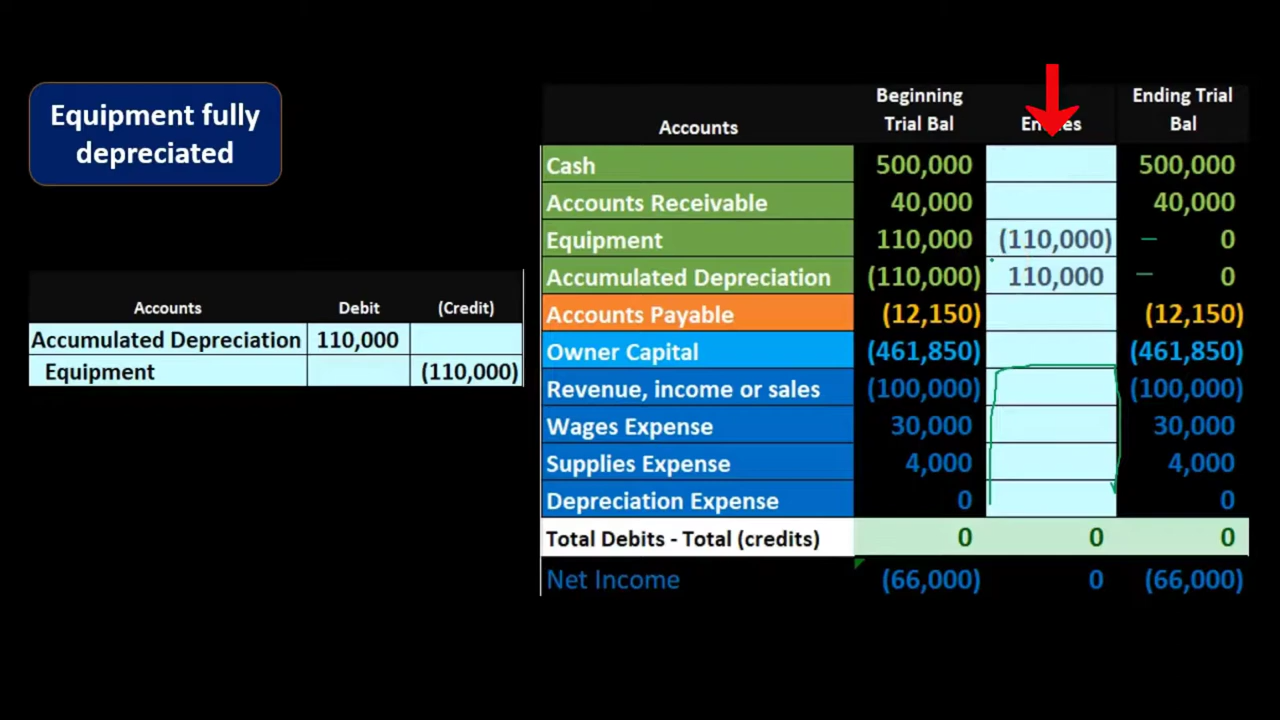 Equipment fully
depreciated
Accounts Debit (Credit)
Accumulated Depreciation 110,000
Equipment (110,000)
Beginning Ending Trial
Accounts Trial Bal Bal
Cash 500,000 500,000
Accounts Receivable 40,000 40,000
Equipment 110,000 (110,000) 0
Accumulated Depreciation (110,000) 110,000 0
Accounts Payable (12,150) (12,150)
Owner Capital (461,850) (461,850)
Revenue, income or sales (100,000) (100,000)
Wages Expense 30,000 30,000
Supplies Expense 4,000 4,000
Depreciation Expense 0 0
Total Debits - Total (credits) 0 0 0
Net Income (66,000) 0 (66,000)